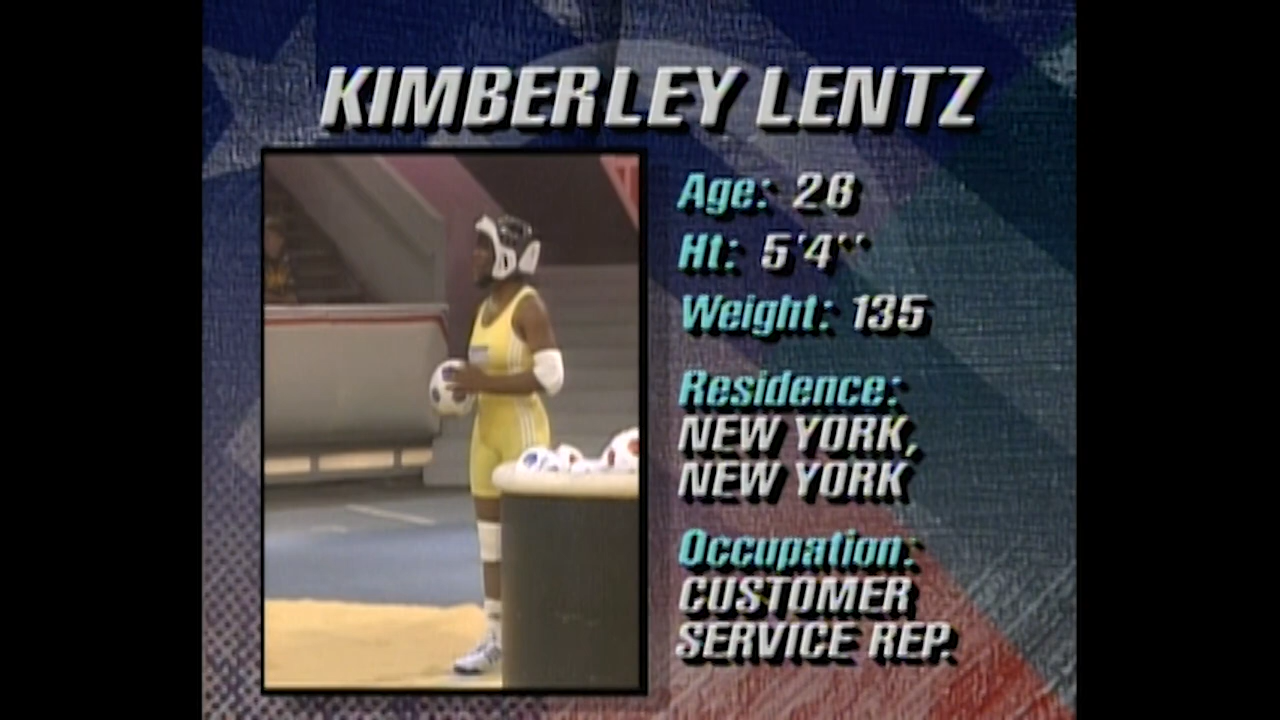 KIMBERLEY LENTZ
Age: 28
Ht: 5'4''
Weight: 135
Residence:
NEW YORK,
NEW YORK
Occupation:
CUSTOMER
SERVICE REP.